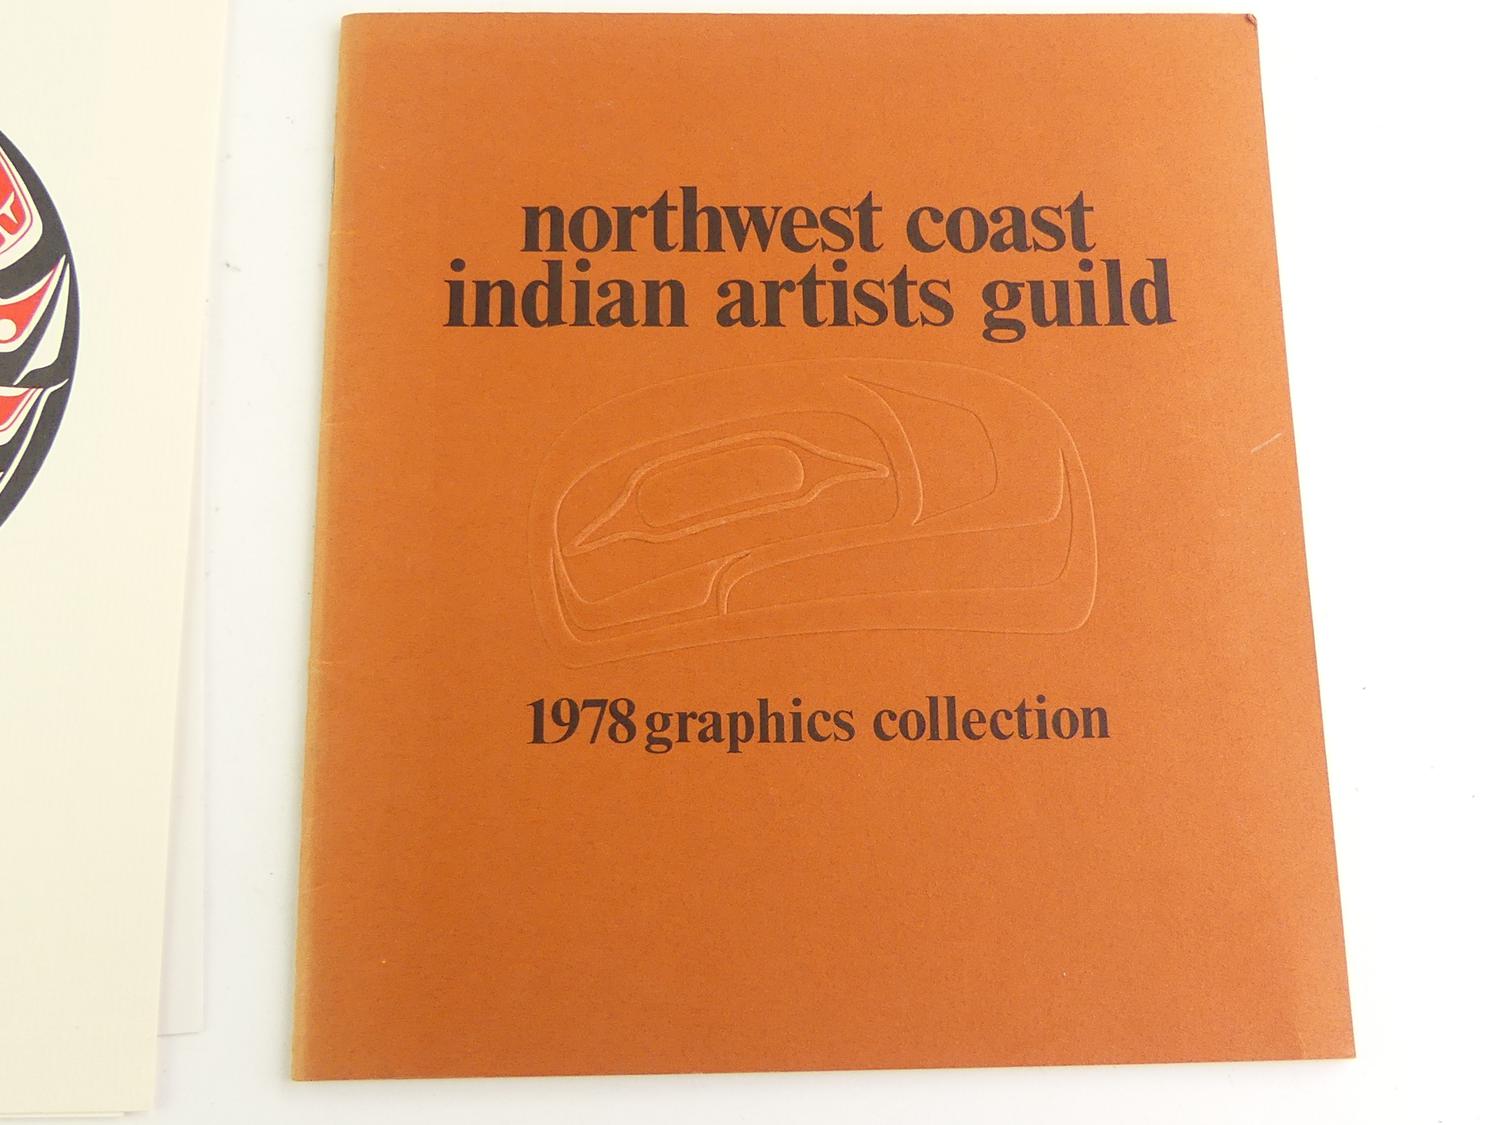 northwest coast
indian artists guild
1978 graphics collection